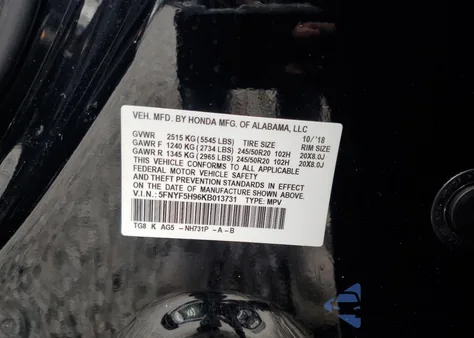 VEH. MFD. BY HONDA MFG. OF ALABAMA, LLC
10/'18
GVWR 2515 KG (5545 LBS) TIRE SIZE RIM SIZE
GAWR F 1240 KG (2734 LBS) 245/50R20 102H 20X8.0J
GAWR R 1345 KG (2965 LBS) 245/50R20 102H 20X8.0J
THIS VEHICLE CONFORMS TO ALL APPLICABLE
FEDERAL MOTOR VEHICLE SAFETY
AND THEFT PREVENTION STANDARDS IN EFFECT
ON THE DATE OF MANUFACTURE SHOWN ABOVE.
V.I.N.: 5FNYF5H96KB013731 TYPE: MPV
TG8 K AG5 -NH731P -A-B